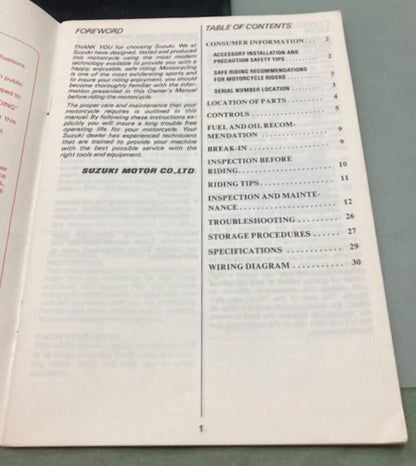 tuations
n public
lped to
DING-
n this
FOREWORD
THANK YOU for choosing Suzuki. We at
Suzuki have designed, tested and produced
this motorcycle using the most modern
technology available to provide you with a
happy, enjoyable, safe riding. Motorcycling
is one of the most exhilarating sports and
to insure your riding enjoyment, you should
become thoroughly familiar with the infor-
mation presented in this Owner's Manual
before riding the motorcycle.
The proper care and maintenance that your
motorcycle requires is outlined in this
manual. By following these instructions ex-
plicitly you will insure a long trouble free
operating life for your motorcycle. Your
Suzuki dealer has experienced technicians
that are trained to provide your machine
with the best possible service with the
right tools and equipment.
SUZUKI MOTOR CO.,LTD.
TABLE OF CONTENTS
CONSUMER INFORMATION . . . 2
ACCESSORY INSTALLATION AND
PRECAUTION SAFETY TIPS . . . . . . . . 2
SAFE RIDING RECOMMENDATIONS
FOR MOTORCYCLE RIDERS . . . . . . . . 3
SERIAL NUMBER LOCATION . . . . . . . 3
LOCATION OF PARTS . . . . . . . . 4
CONTROLS . . . . . . . . . . . . . . 5
FUEL AND OIL RECOM-
MENDATION . . . . . . . . . . . . . 9
BREAK-IN . . . . . . . . . . . . . . . 9
INSPECTION BEFORE
RIDING. . . . . . . . . . . . . . . . . 10
RIDING TIPS . . . . . . . . . . . . . . 11
INSPECTION AND MAINTE-
NANCE . . . . . . . . . . . . . . . . 12
TROUBLESHOOTING . . . . . . . . 26
STORAGE PROCEDURES . . . . . . 27
SPECIFICATIONS . . . . . . . . . . . 29
WIRING DIAGRAM . . . . . . . . . . 30
1